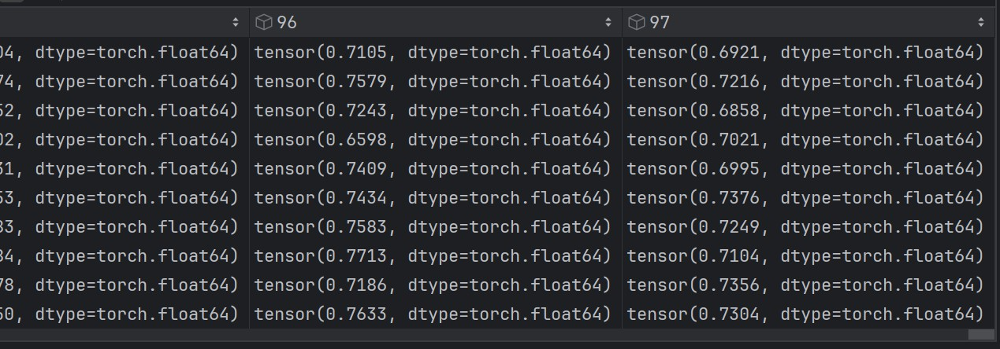 96 97
04, dtype=torch.float64) tensor(0.7105, dtype=torch.float64) tensor(0.6921, dtype=torch.float64)
74, dtype=torch.float64) tensor(0.7579, dtype=torch.float64) tensor(0.7216, dtype=torch.float64)
52, dtype=torch.float64) tensor(0.7243, dtype=torch.float64) tensor(0.6858, dtype=torch.float64)
02, dtype=torch.float64) tensor(0.6598, dtype=torch.float64) tensor(0.7021, dtype=torch.float64)
31, dtype=torch.float64) tensor(0.7409, dtype=torch.float64) tensor(0.6995, dtype=torch.float64)
53, dtype=torch.float64) tensor(0.7434, dtype=torch.float64) tensor(0.7376, dtype=torch.float64)
33, dtype=torch.float64) tensor(0.7583, dtype=torch.float64) tensor(0.7249, dtype=torch.float64)
34, dtype=torch.float64) tensor(0.7713, dtype=torch.float64) tensor(0.7104, dtype=torch.float64)
78, dtype=torch.float64) tensor(0.7186, dtype=torch.float64) tensor(0.7356, dtype=torch.float64)
50, dtype=torch.float64) tensor(0.7633, dtype=torch.float64) tensor(0.7304, dtype=torch.float64)